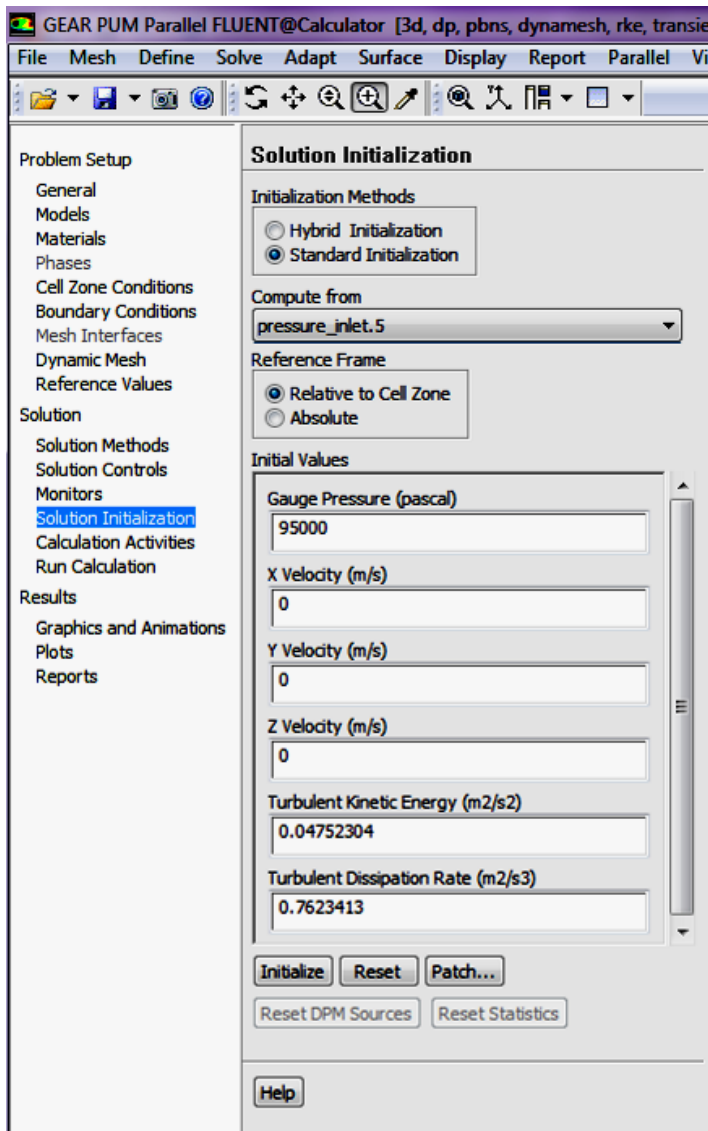 GEAR PUM Parallel FLUENT@Calculator [3d, dp, pbns, dynamesh, rke, transie
File Mesh Define Solve Adapt Surface Display Report Parallel Vi
Problem Setup
General
Models
Materials
Phases
Cell Zone Conditions
Boundary Conditions
Mesh Interfaces
Dynamic Mesh
Reference Values
Solution
Solution Methods
Solution Controls
Monitors
Solution Initialization
Calculation Activities
Run Calculation
Results
Graphics and Animations
Plots
Reports
Solution Initialization
Initialization Methods
Hybrid Initialization
Standard Initialization
Compute from
pressure_inlet.5
Reference Frame
Relative to Cell Zone
Absolute
Initial Values
Gauge Pressure (pascal)
95000
X Velocity (m/s)
0
Y Velocity (m/s)
0
Z Velocity (m/s)
0
Turbulent Kinetic Energy (m2/s2)
0.04752304
Turbulent Dissipation Rate (m2/s3)
0.7623413
Initialize Reset Patch...
Reset DPM Sources Reset Statistics
Help